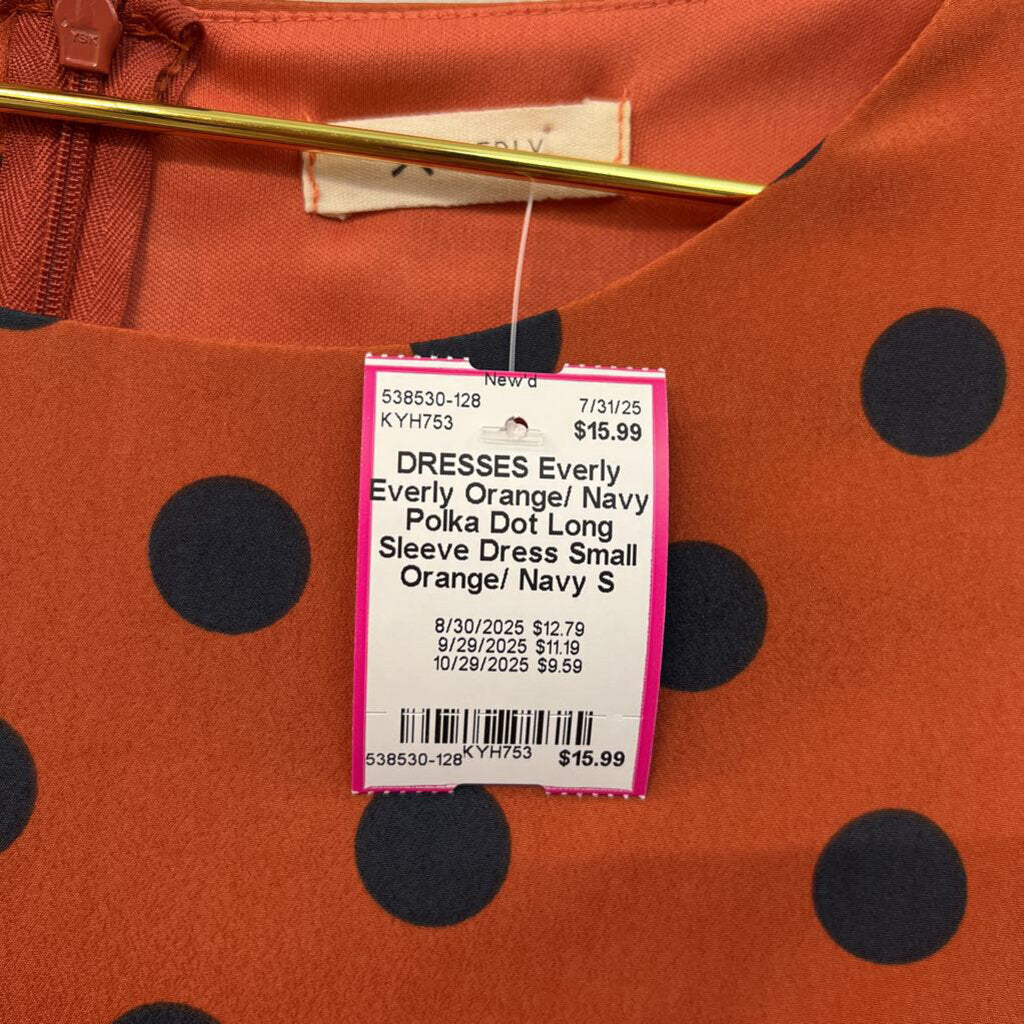 YKK
New'd
538530-128 7/31/25
KYH753 $15.99
DRESSES Everly
Everly Orange/ Navy
Polka Dot Long
Sleeve Dress Small
Orange/ Navy S
8/30/2025 $12.79
9/29/2025 $11.19
10/29/2025 $9.59
538530-128 KYH753 $15.99